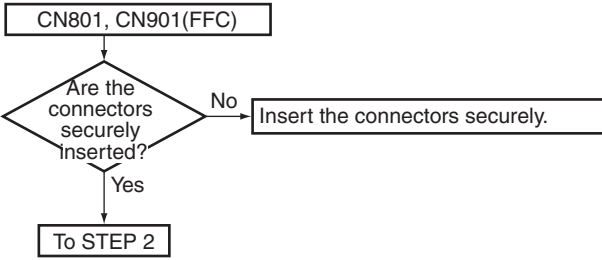 CN801, CN901(FFC)
Are the
connectors
securely
inserted?
No
Insert the connectors securely.
Yes
To STEP 2